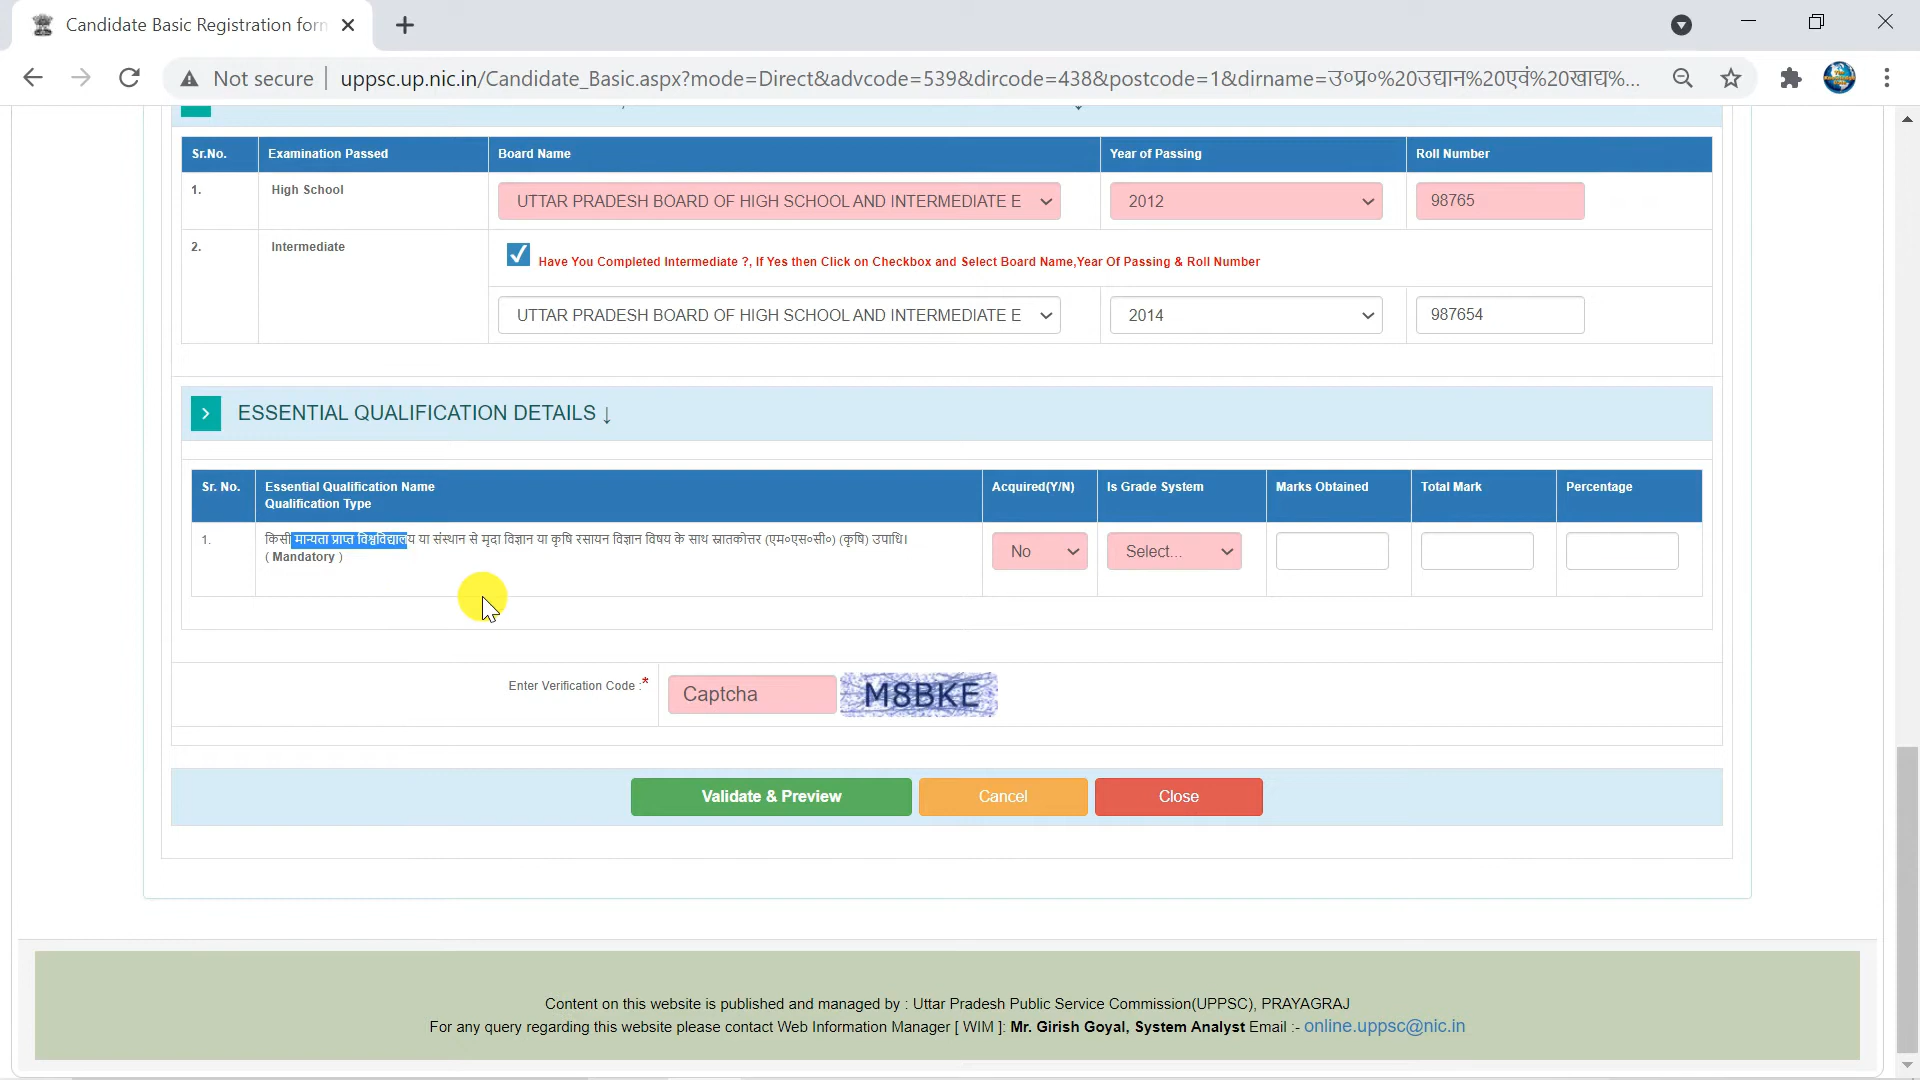 Candidate Basic Registration form
Not secure
uppsc.up.nic.in/Candidate_Basic.aspx?mode=Direct&advcode=539&dircode=438&postcode=1&dirname=उ०प्र०%20उद्यान%20एवं%20खाद्य%...
Sr.No. Examination Passed Board Name Year of Passing Roll Number
1. High School UTTAR PRADESH BOARD OF HIGH SCHOOL AND INTERMEDIATE E 2012 98765
2. Intermediate
Have You Completed Intermediate ?, If Yes then Click on Checkbox and Select Board Name,Year Of Passing & Roll Number
UTTAR PRADESH BOARD OF HIGH SCHOOL AND INTERMEDIATE E 2014 987654
> ESSENTIAL QUALIFICATION DETAILS ↓
Sr. No. Essential Qualification Name Acquired(Y/N) Is Grade System Marks Obtained Total Mark Percentage
Qualification Type
1. किसी मान्यता प्राप्त विश्वविद्यालय या संस्थान से मृदा विज्ञान या कृषि रसायन विज्ञान विषय के साथ स्नातकोत्तर (एम०एस०सी०) (कृषि) उपाधि। No Select...
( Mandatory )
Enter Verification Code :* Captcha M8BKE
Validate & Preview Cancel Close
Content on this website is published and managed by : Uttar Pradesh Public Service Commission(UPPSC), PRAYAGRAJ
For any query regarding this website please contact Web Information Manager [ WIM ]: Mr. Girish Goyal, System Analyst Email :- online.uppsc@nic.in